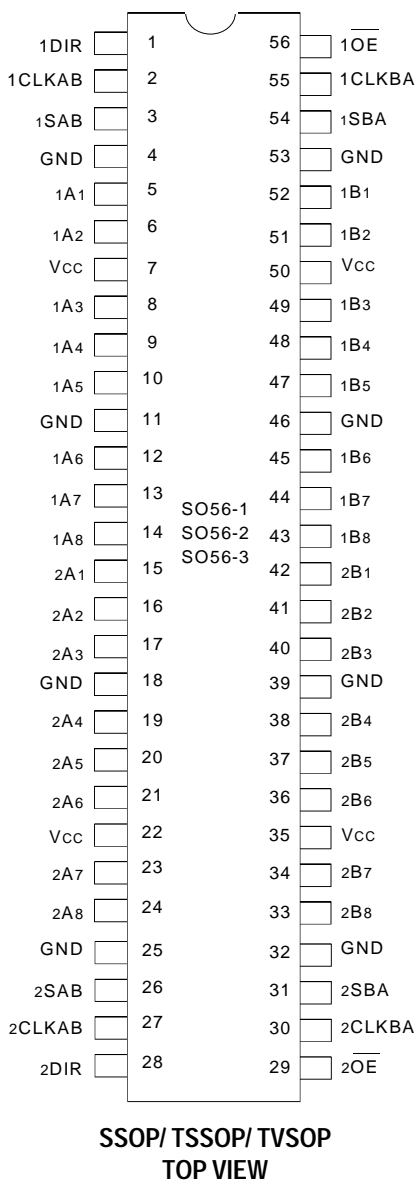 1DIR 1 56 1OE
1CLKAB 2 55 1CLKBA
1SAB 3 54 1SBA
GND 4 53 GND
1A1 5 52 1B1
1A2 6 51 1B2
VCC 7 50 VCC
1A3 8 49 1B3
1A4 9 48 1B4
1A5 10 47 1B5
GND 11 46 GND
1A6 12 45 1B6
1A7 13 44 1B7
SO56-1
1A8 14 SO56-2 43 1B8
SO56-3
2A1 15 42 2B1
2A2 16 41 2B2
2A3 17 40 2B3
GND 18 39 GND
2A4 19 38 2B4
2A5 20 37 2B5
2A6 21 36 2B6
VCC 22 35 VCC
2A7 23 34 2B7
2A8 24 33 2B8
GND 25 32 GND
2SAB 26 31 2SBA
2CLKAB 27 30 2CLKBA
2DIR 28 29 2OE
SSOP/ TSSOP/ TVSOP
TOP VIEW